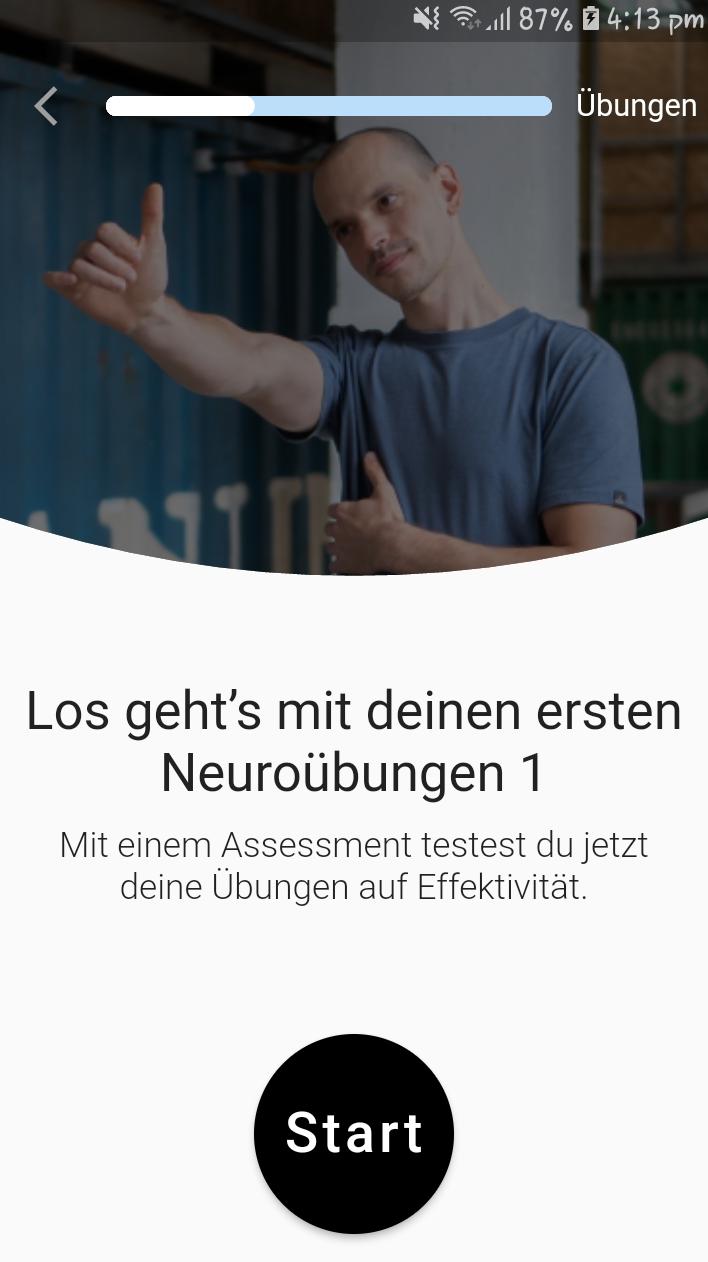 87% 4:13 pm
Übungen
Los geht’s mit deinen ersten
Neuroübungen 1
Mit einem Assessment testest du jetzt
deine Übungen auf Effektivität.
Start